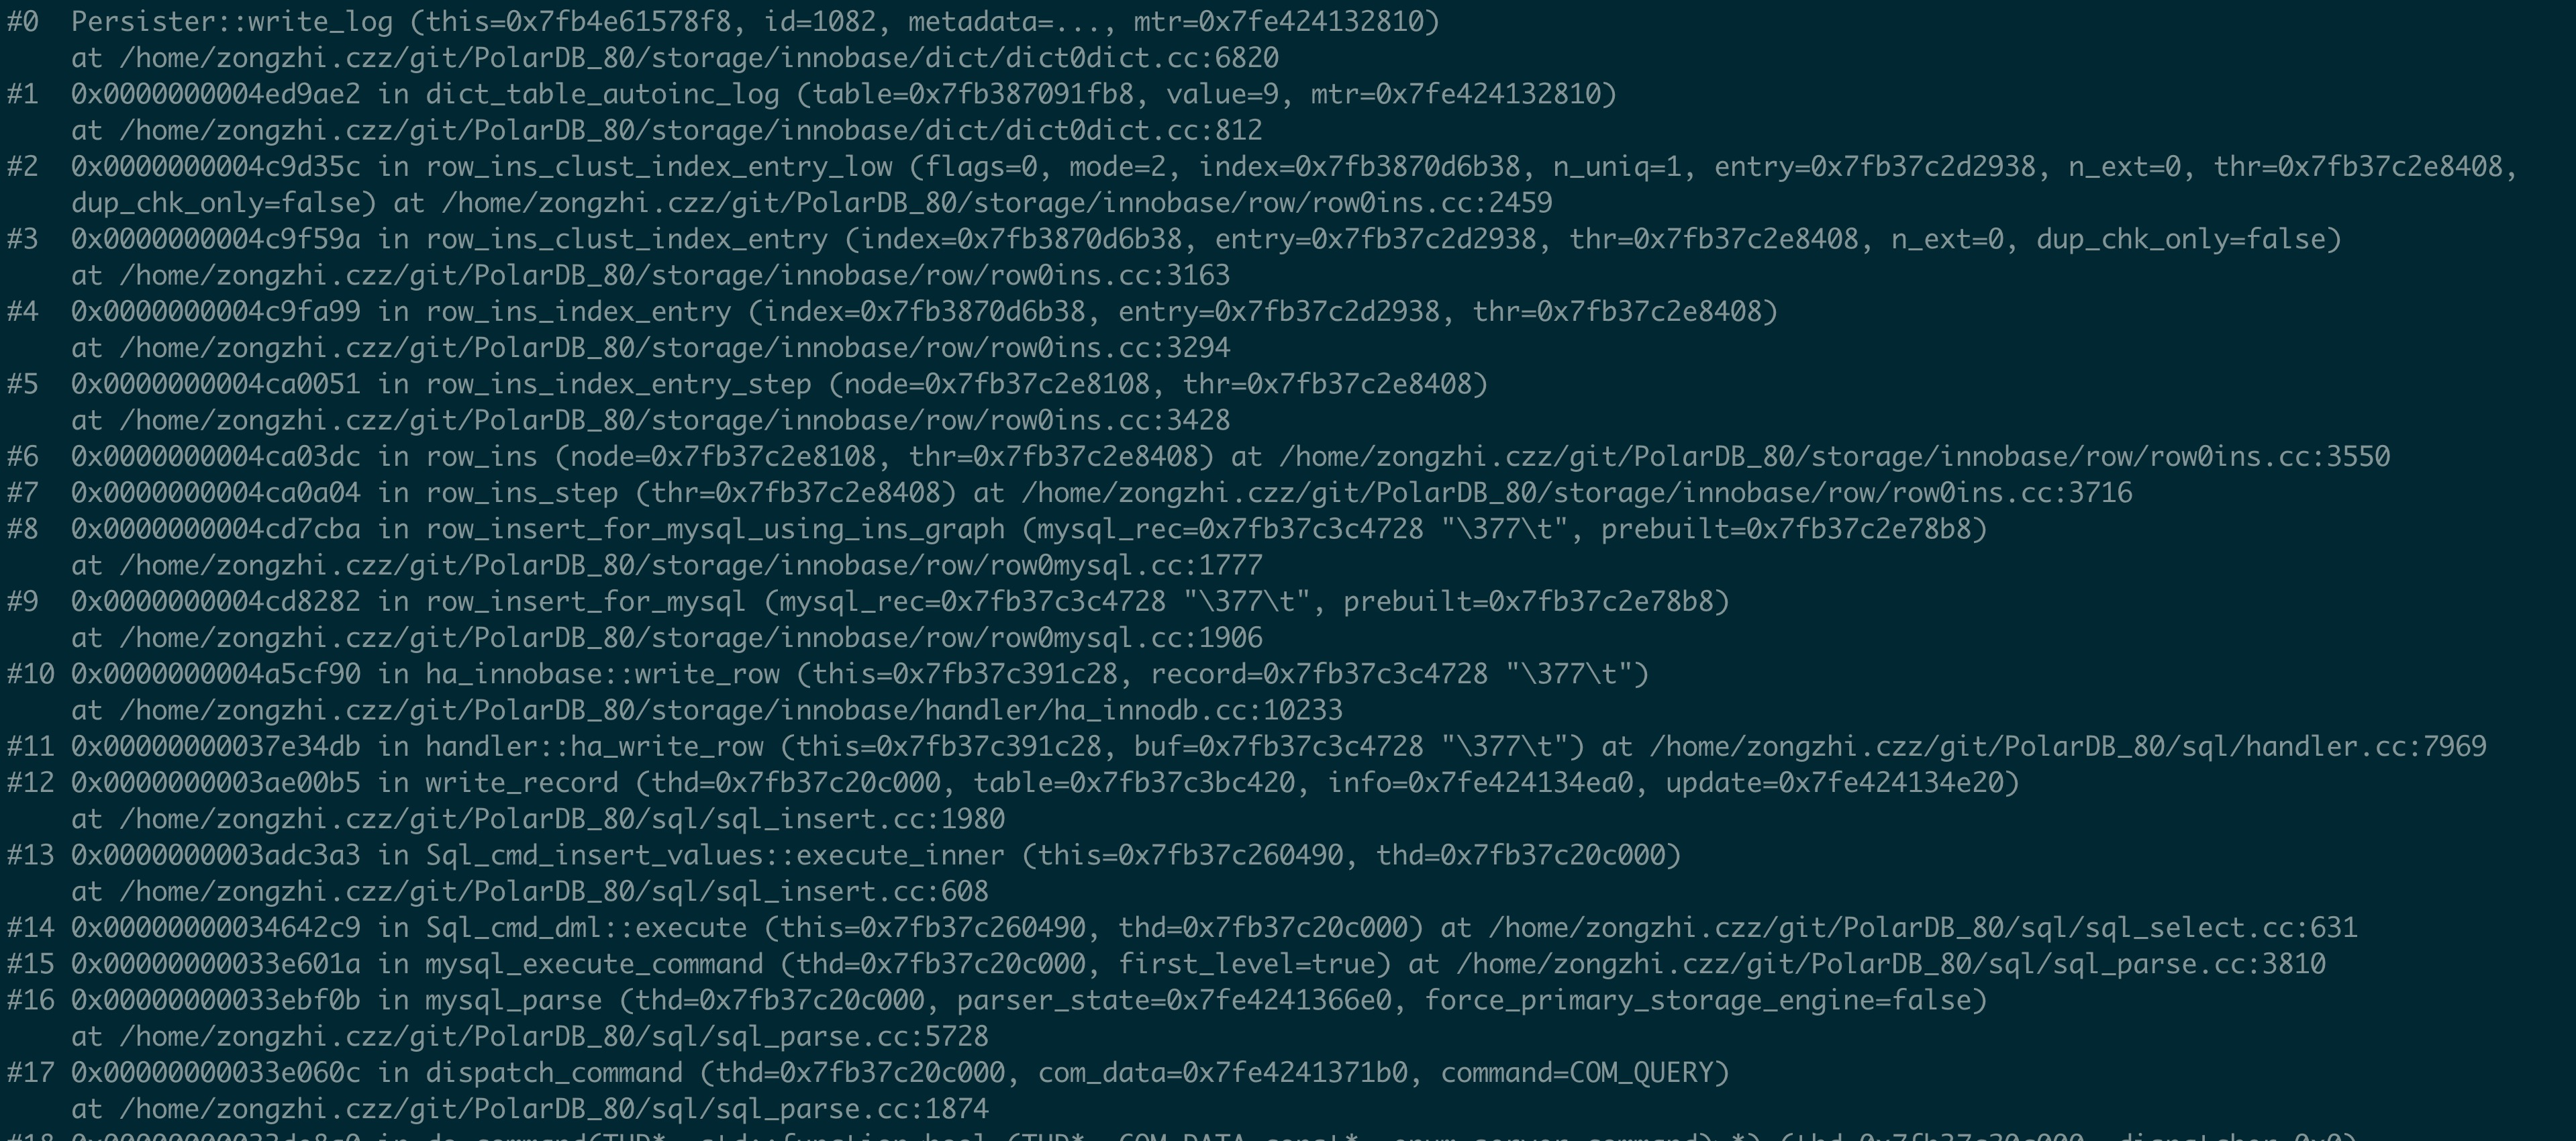 #0  Persister::write_log (this=0x7fb4e61578f8, id=1082, metadata=..., mtr=0x7fe424132810)
    at /home/zongzhi.czz/git/PolarDB_80/storage/innobase/dict/dict0dict.cc:6820
#1  0x0000000004ed9ae2 in dict_table_autoinc_log (table=0x7fb387091fb8, value=9, mtr=0x7fe424132810)
    at /home/zongzhi.czz/git/PolarDB_80/storage/innobase/dict/dict0dict.cc:812
#2  0x0000000004c9d35c in row_ins_clust_index_entry_low (flags=0, mode=2, index=0x7fb3870d6b38, n_uniq=1, entry=0x7fb37c2d2938, n_ext=0, thr=0x7fb37c2e8408,
    dup_chk_only=false) at /home/zongzhi.czz/git/PolarDB_80/storage/innobase/row/row0ins.cc:2459
#3  0x0000000004c9f59a in row_ins_clust_index_entry (index=0x7fb3870d6b38, entry=0x7fb37c2d2938, thr=0x7fb37c2e8408, n_ext=0, dup_chk_only=false)
    at /home/zongzhi.czz/git/PolarDB_80/storage/innobase/row/row0ins.cc:3163
#4  0x0000000004c9fa99 in row_ins_index_entry (index=0x7fb3870d6b38, entry=0x7fb37c2d2938, thr=0x7fb37c2e8408)
    at /home/zongzhi.czz/git/PolarDB_80/storage/innobase/row/row0ins.cc:3294
#5  0x0000000004ca0051 in row_ins_index_entry_step (node=0x7fb37c2e8108, thr=0x7fb37c2e8408)
    at /home/zongzhi.czz/git/PolarDB_80/storage/innobase/row/row0ins.cc:3428
#6  0x0000000004ca03dc in row_ins (node=0x7fb37c2e8108, thr=0x7fb37c2e8408) at /home/zongzhi.czz/git/PolarDB_80/storage/innobase/row/row0ins.cc:3550
#7  0x0000000004ca0a04 in row_ins_step (thr=0x7fb37c2e8408) at /home/zongzhi.czz/git/PolarDB_80/storage/innobase/row/row0ins.cc:3716
#8  0x0000000004cd7cba in row_insert_for_mysql_using_ins_graph (mysql_rec=0x7fb37c3c4728 "\377\t", prebuilt=0x7fb37c2e78b8)
    at /home/zongzhi.czz/git/PolarDB_80/storage/innobase/row/row0mysql.cc:1777
#9  0x0000000004cd8282 in row_insert_for_mysql (mysql_rec=0x7fb37c3c4728 "\377\t", prebuilt=0x7fb37c2e78b8)
    at /home/zongzhi.czz/git/PolarDB_80/storage/innobase/row/row0mysql.cc:1906
#10 0x0000000004a5cf90 in ha_innobase::write_row (this=0x7fb37c391c28, record=0x7fb37c3c4728 "\377\t")
    at /home/zongzhi.czz/git/PolarDB_80/storage/innobase/handler/ha_innodb.cc:10233
#11 0x00000000037e34db in handler::ha_write_row (this=0x7fb37c391c28, buf=0x7fb37c3c4728 "\377\t") at /home/zongzhi.czz/git/PolarDB_80/sql/handler.cc:7969
#12 0x0000000003ae00b5 in write_record (thd=0x7fb37c20c000, table=0x7fb37c3bc420, info=0x7fe424134ea0, update=0x7fe424134e20)
    at /home/zongzhi.czz/git/PolarDB_80/sql/sql_insert.cc:1980
#13 0x0000000003adc3a3 in Sql_cmd_insert_values::execute_inner (this=0x7fb37c260490, thd=0x7fb37c20c000)
    at /home/zongzhi.czz/git/PolarDB_80/sql/sql_insert.cc:608
#14 0x00000000034642c9 in Sql_cmd_dml::execute (this=0x7fb37c260490, thd=0x7fb37c20c000) at /home/zongzhi.czz/git/PolarDB_80/sql/sql_select.cc:631
#15 0x00000000033e601a in mysql_execute_command (thd=0x7fb37c20c000, first_level=true) at /home/zongzhi.czz/git/PolarDB_80/sql/sql_parse.cc:3810
#16 0x00000000033ebf0b in mysql_parse (thd=0x7fb37c20c000, parser_state=0x7fe4241366e0, force_primary_storage_engine=false)
    at /home/zongzhi.czz/git/PolarDB_80/sql/sql_parse.cc:5728
#17 0x00000000033e060c in dispatch_command (thd=0x7fb37c20c000, com_data=0x7fe4241371b0, command=COM_QUERY)
    at /home/zongzhi.czz/git/PolarDB_80/sql/sql_parse.cc:1874